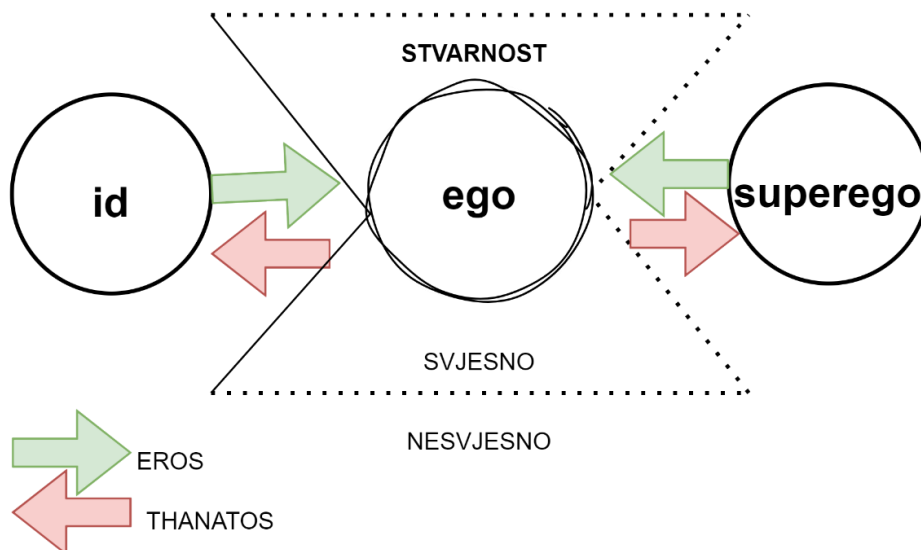 STVARNOST
id
ego
superego
SVJESNO
NESVJESNO
EROS
THANATOS